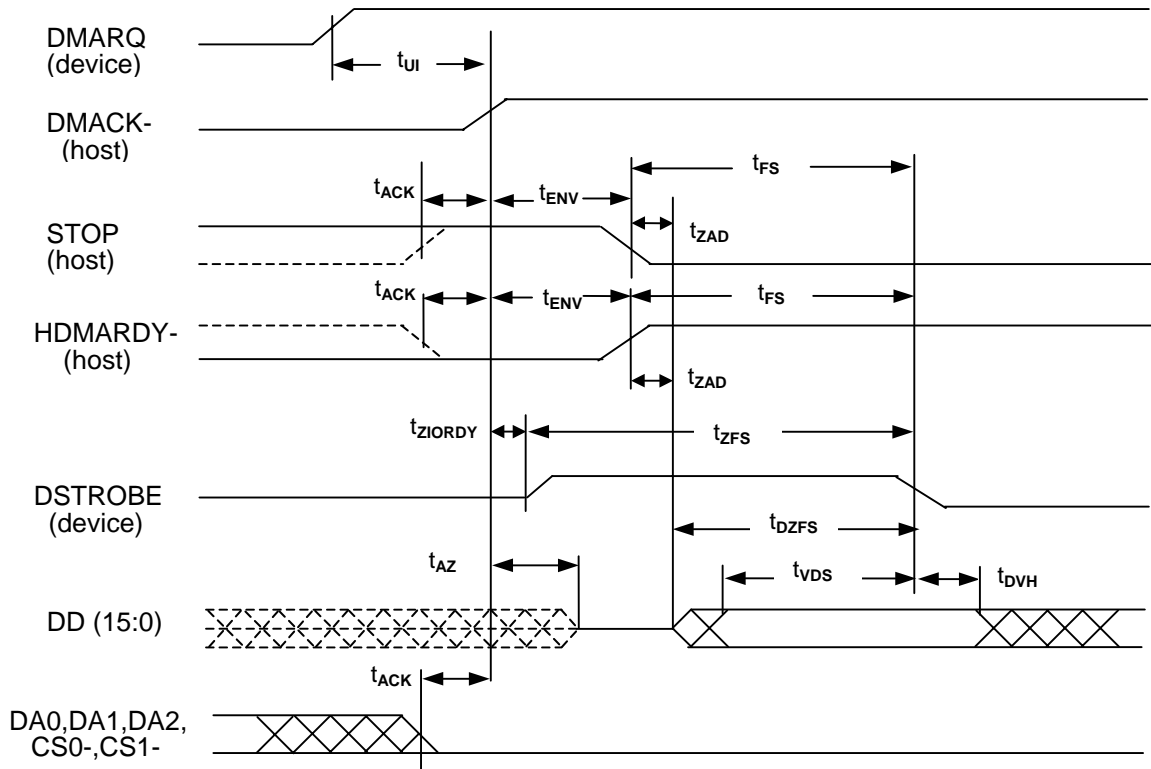 DMARQ
(device)
tUI
DMACK-
(host)
tFS
tACK
tENV
STOP
(host)
tZAD
tACK
tENV
tFS
HDMARDY-
(host)
tZAD
tZIORDY
tZFS
DSTROBE
(device)
tDZFS
tAZ
tVDS
tDVH
DD (15:0)
tACK
DA0,DA1,DA2,
CS0-,CS1-